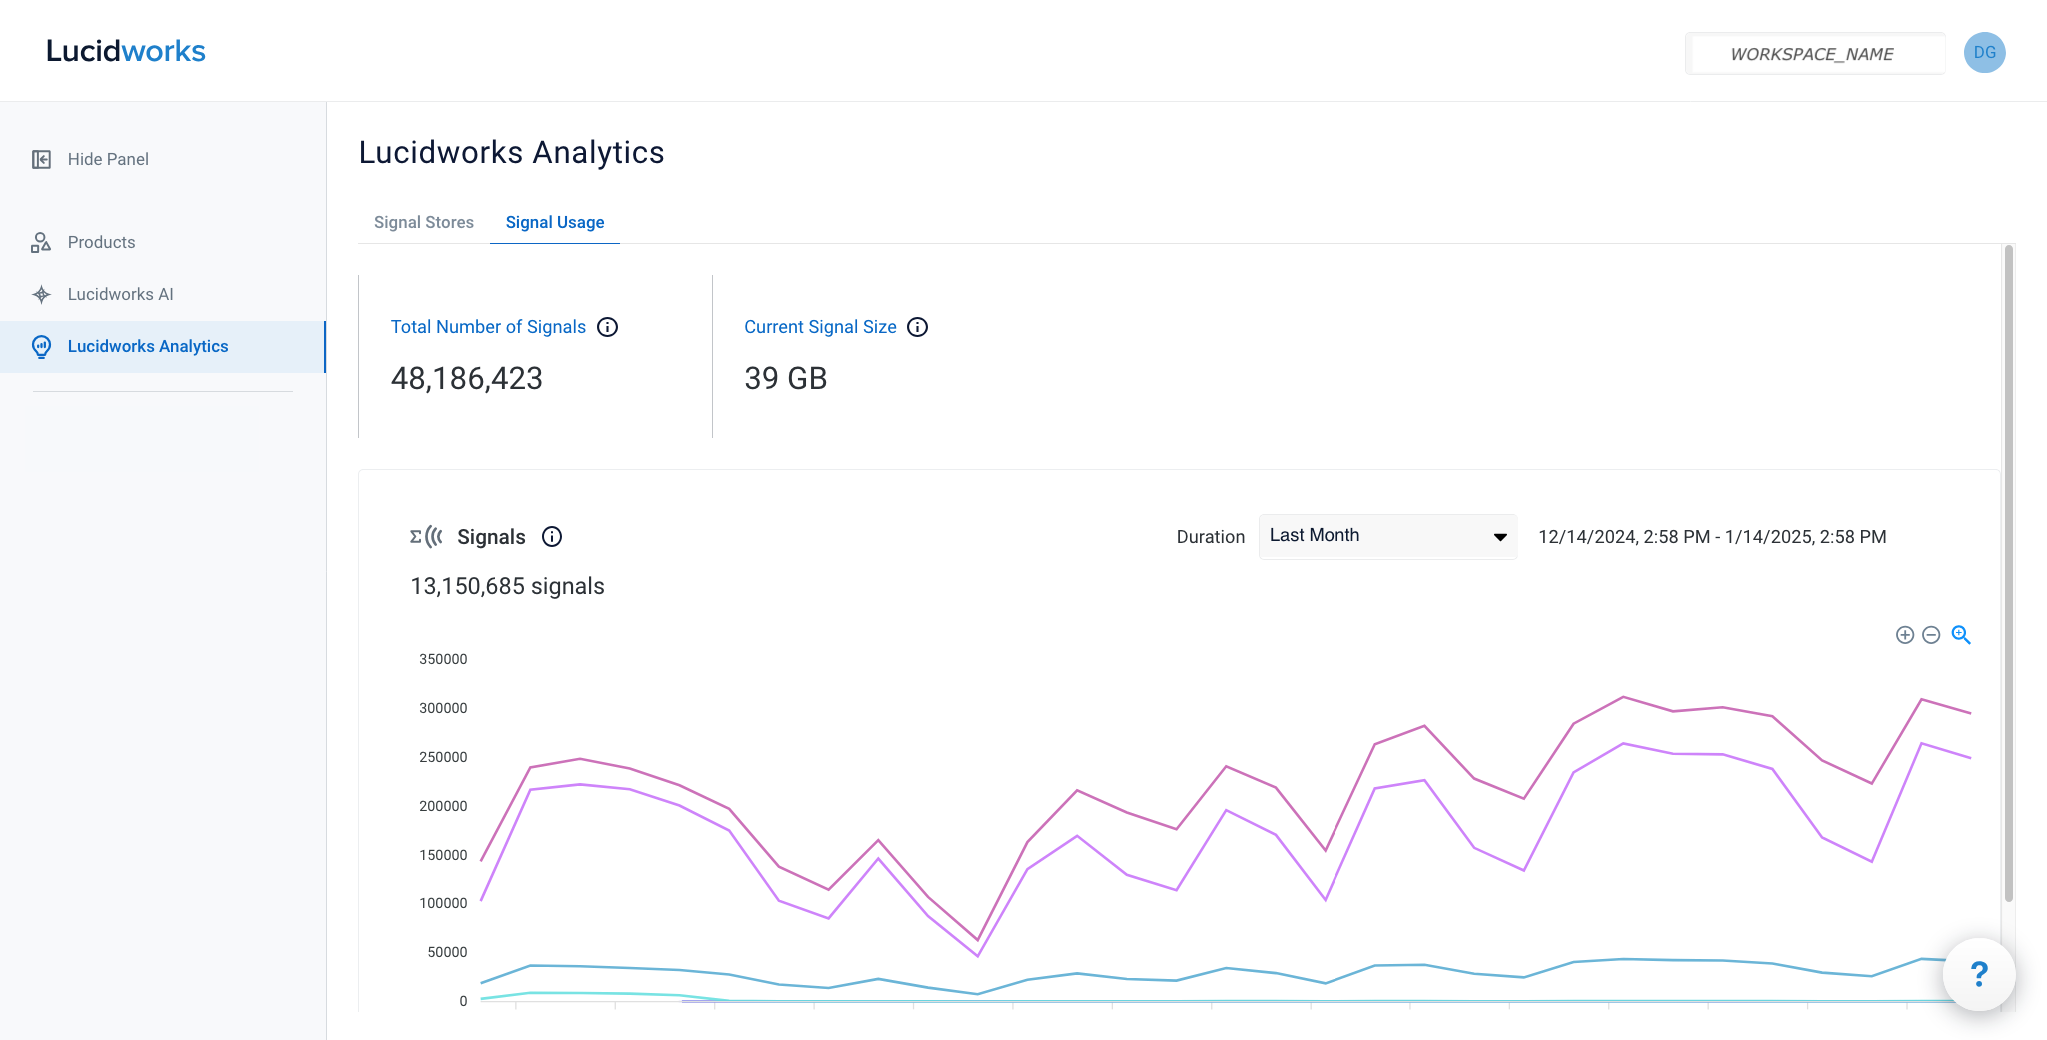 Lucidworks
WORKSPACE_NAME
DG
Hide Panel
Products
Lucidworks AI
Lucidworks Analytics
Lucidworks Analytics
Signal Stores
Signal Usage
Total Number of Signals
48,186,423
Current Signal Size
39 GB
Σ Signals
Duration
Last Month
12/14/2024, 2:58 PM - 1/14/2025, 2:58 PM
13,150,685 signals
350000
300000
250000
200000
150000
100000
50000
0
?